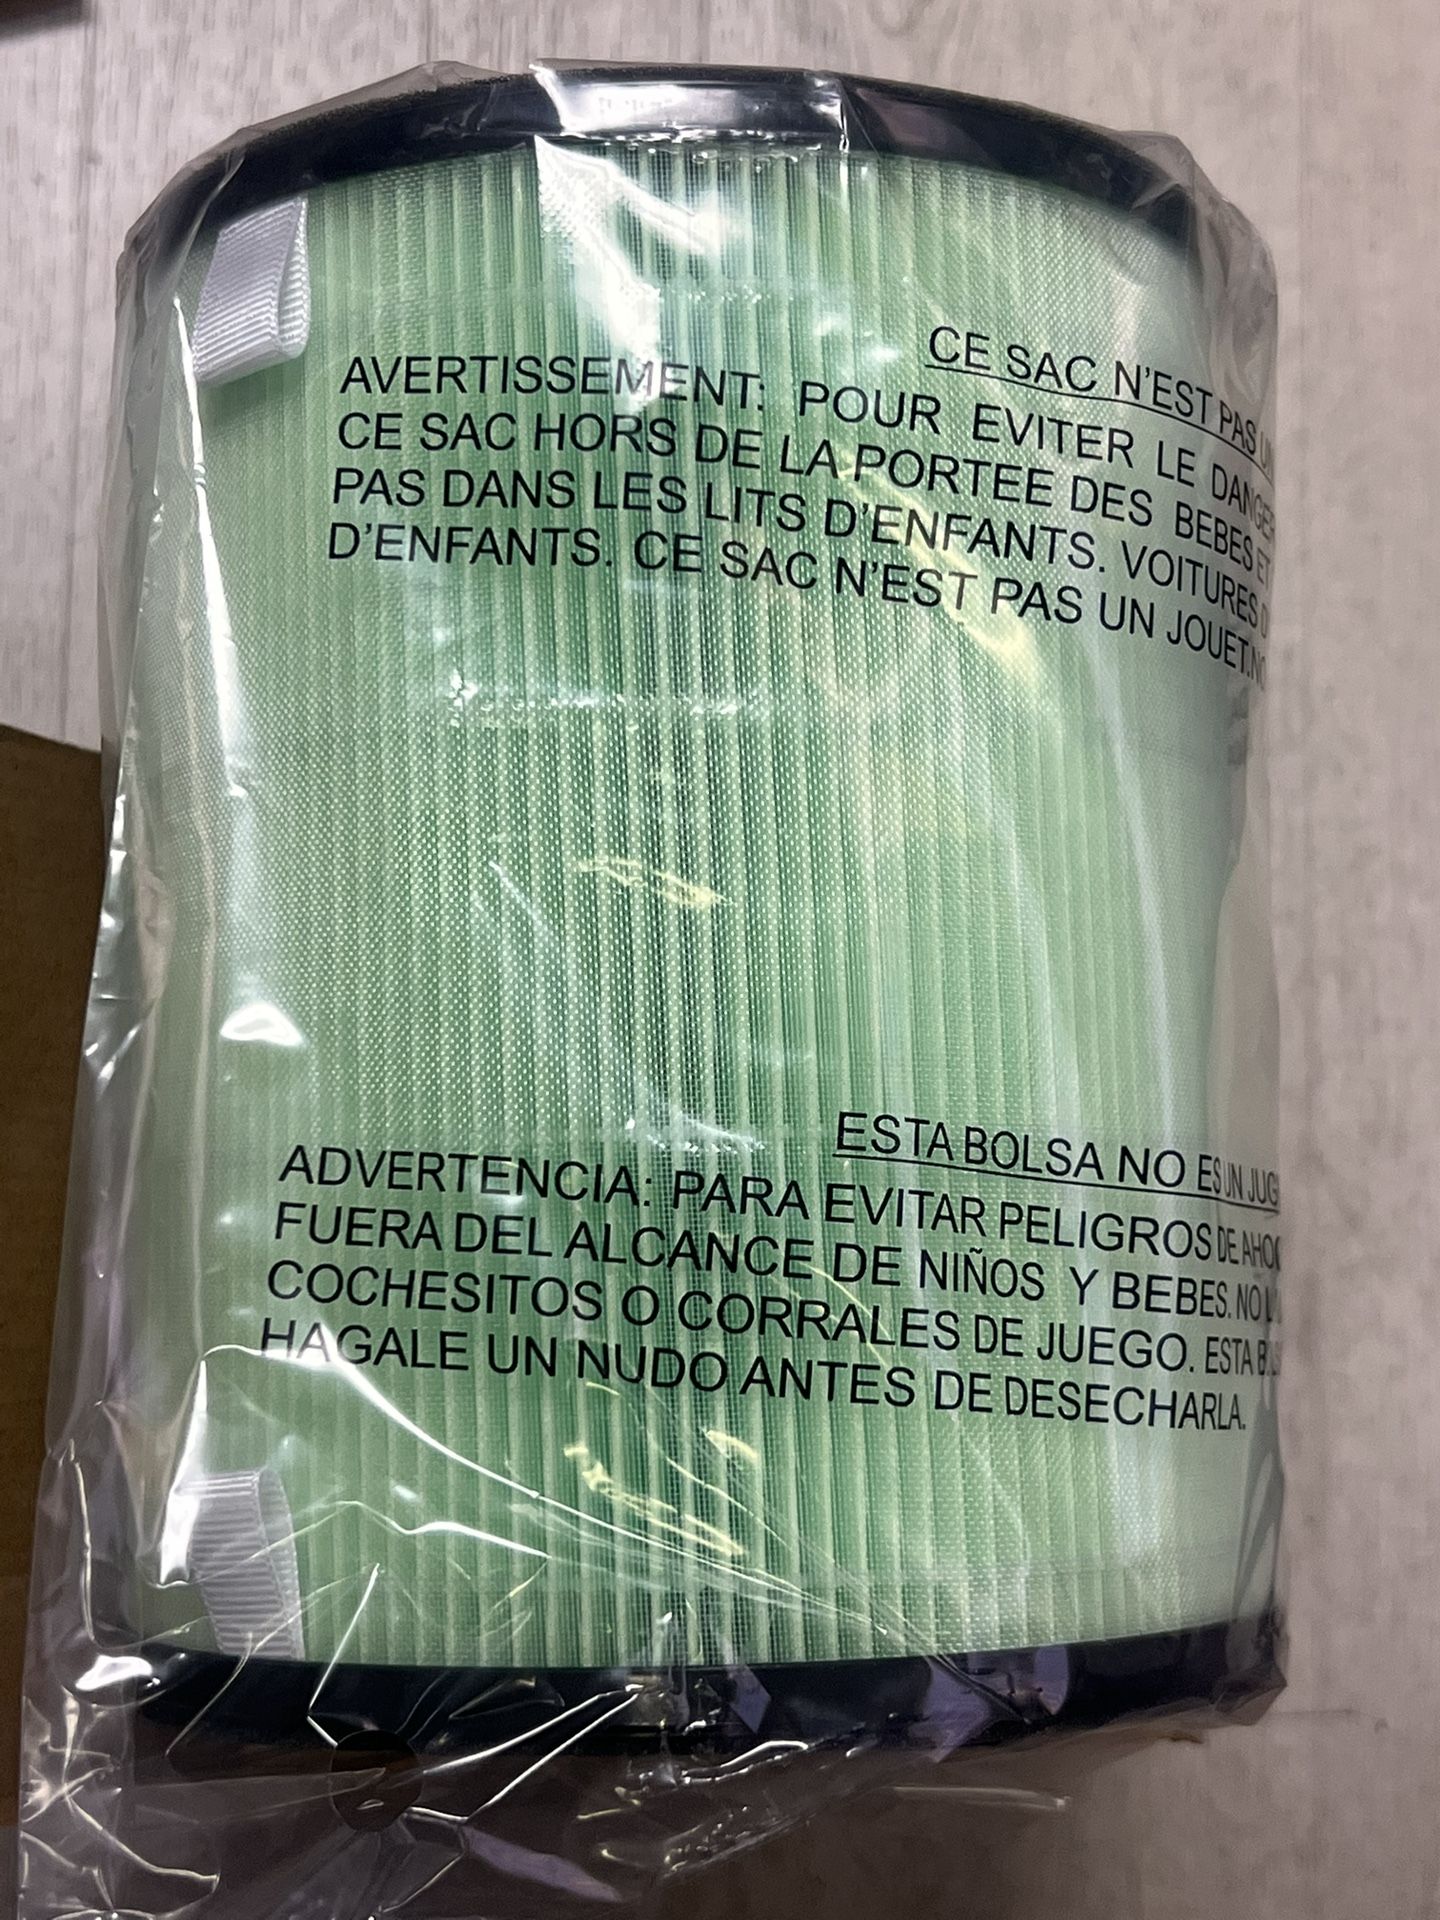 CE SAC N'EST PAS UN
AVERTISSEMENT: POUR EVITER LE DANGER
CE SAC HORS DE LA PORTEE DES BEBES ET
PAS DANS LES LITS D'ENFANTS. VOITURES
D'ENFANTS. CE SAC N'EST PAS UN JOUET.
ESTA BOLSA NO ES UN JUG
ADVERTENCIA: PARA EVITAR PELIGROS DE
FUERA DEL ALCANCE DE NIÑOS Y BEBES. NO
COCHESITOS O CORRALES DE JUEGO. ESTA
HAGALE UN NUDO ANTES DE DESECHARLA.